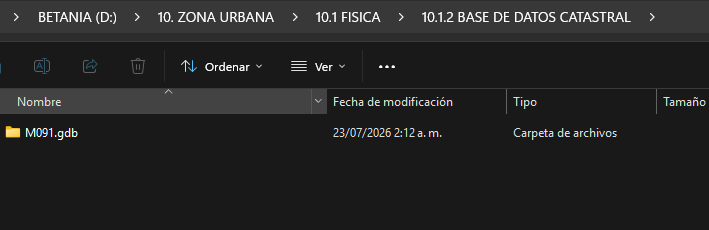 BETANIA (D:) > 10. ZONA URBANA > 10.1 FISICA > 10.1.2 BASE DE DATOS CATASTRAL >
Ordenar Ver ...
Nombre Fecha de modificación Tipo Tamaño
M091.gdb 23/07/2026 2:12 a. m. Carpeta de archivos